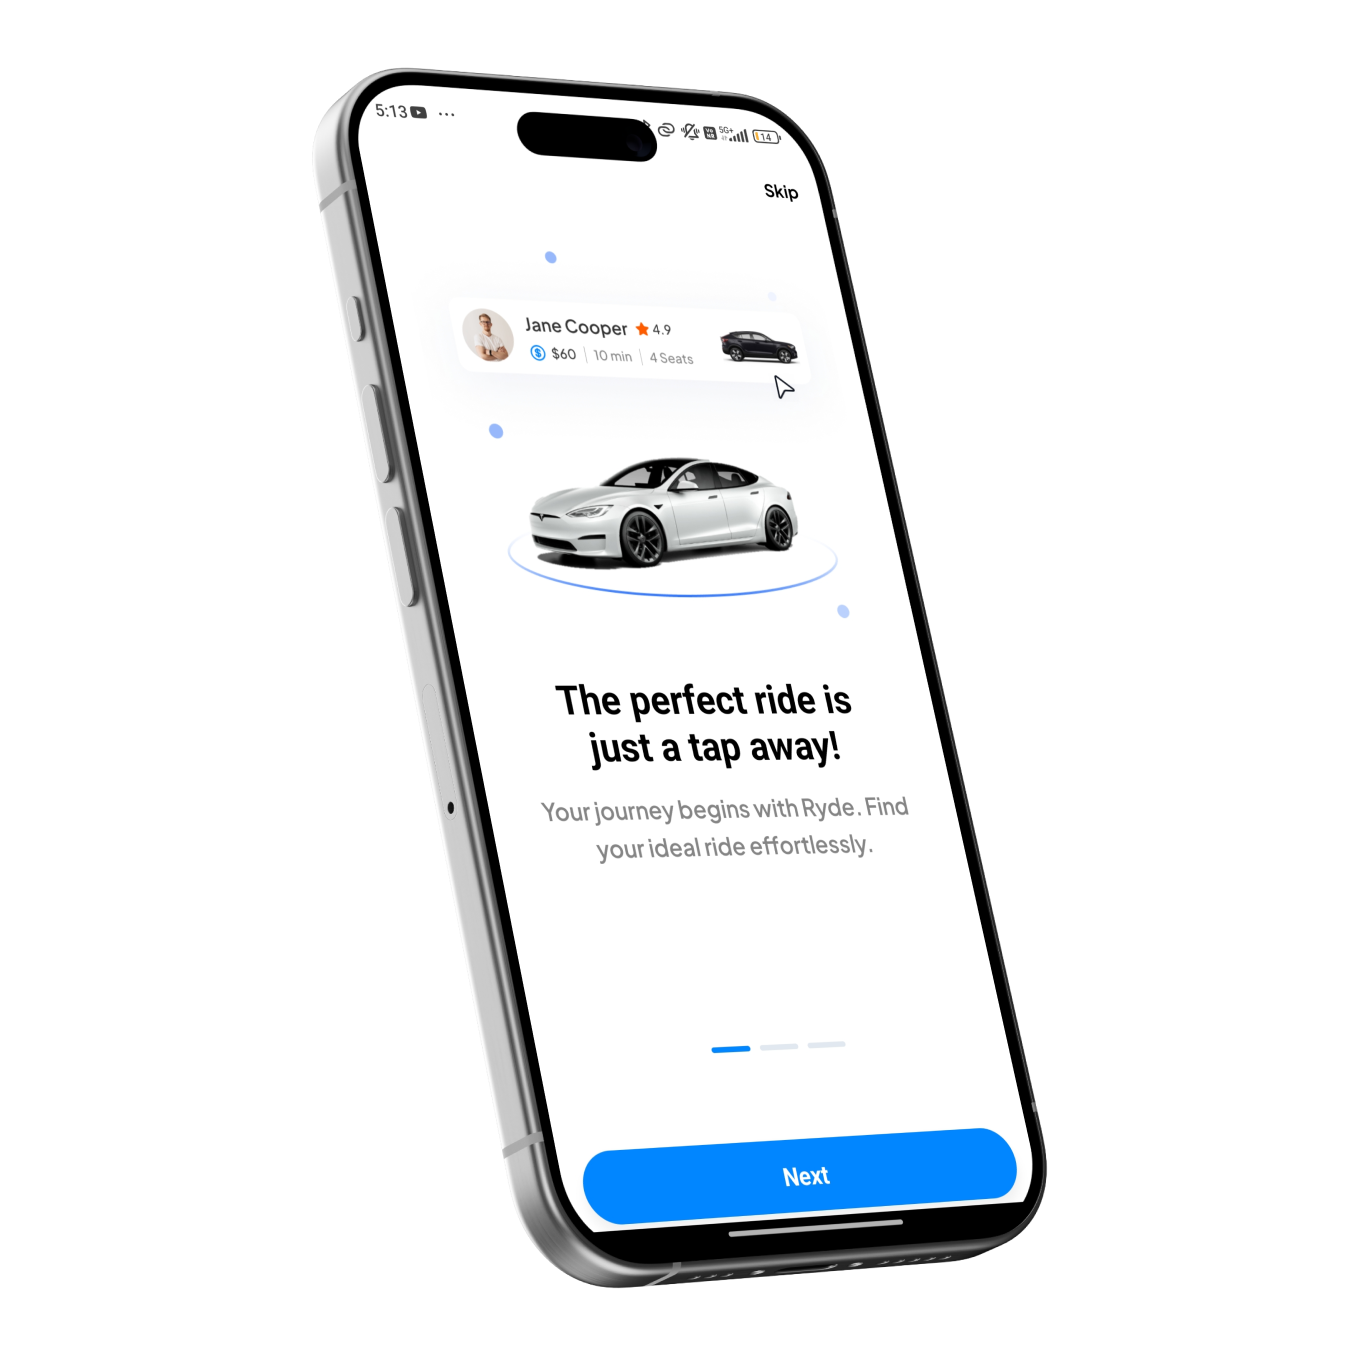 5:13 ... 5G+ 14
Skip
Jane Cooper 4.9
$60 10 min 4 Seats
The perfect ride is
just a tap away!
Your journey begins with Ryde. Find
your ideal ride effortlessly.
Next